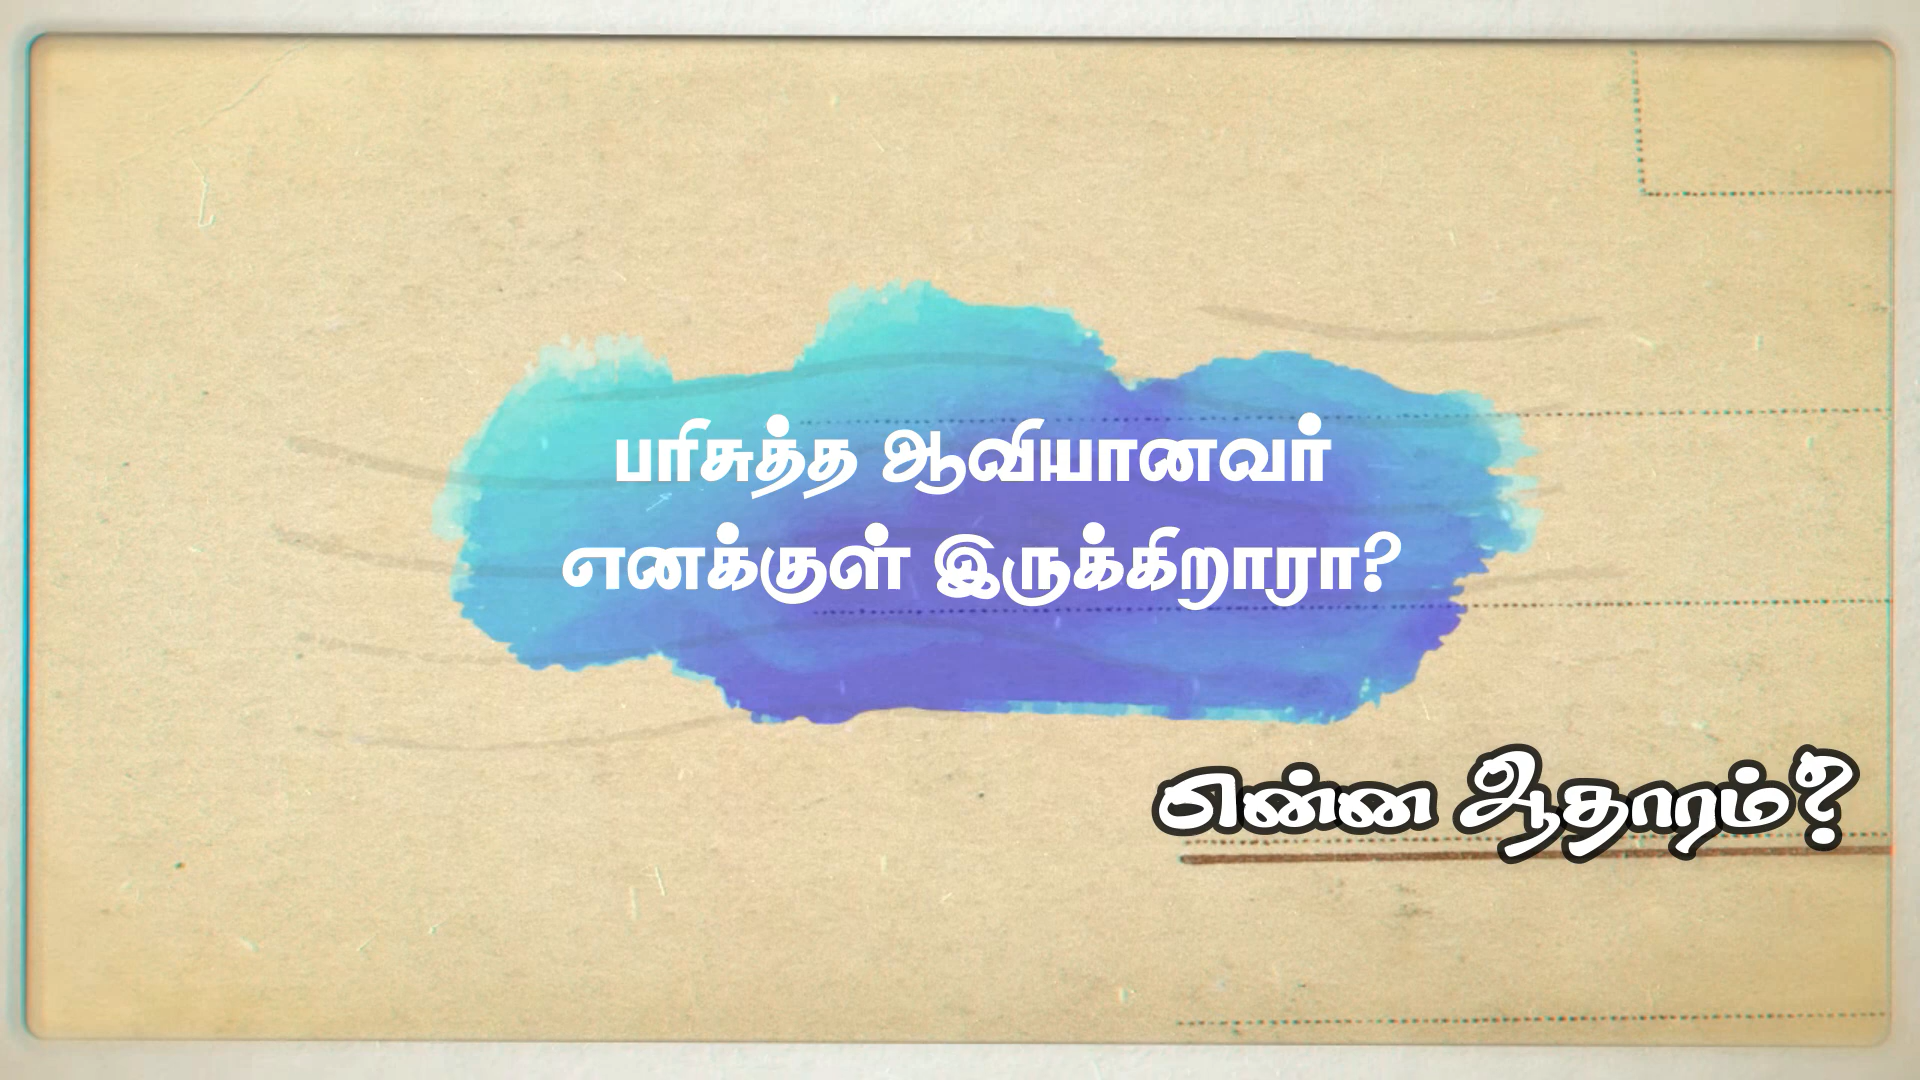 பரிசுத்த ஆவியானவர்
எனக்குள் இருக்கிறாரா?
என்ன ஆதாரம்?